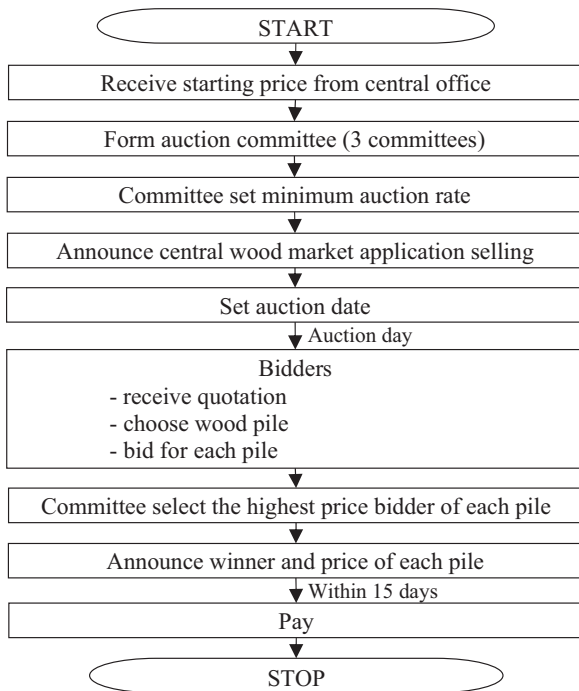 START
Receive starting price from central office
Form auction committee (3 committees)
Committee set minimum auction rate
Announce central wood market application selling
Set auction date
Auction day
Bidders
- receive quotation
- choose wood pile
- bid for each pile
Committee select the highest price bidder of each pile
Announce winner and price of each pile
Within 15 days
Pay
STOP